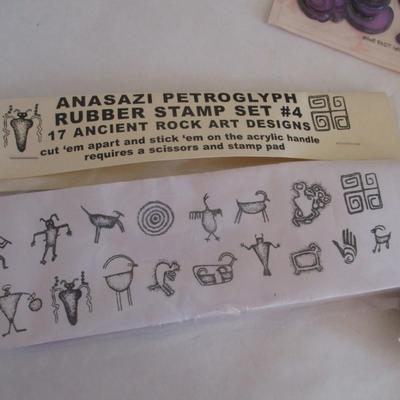 ANASAZI PETROGLYPH
RUBBER STAMP SET #4
17 ANCIENT ROCK ART DESIGNS
cut 'em apart and stick 'em on the acrylic handle
requires a scissors and stamp pad